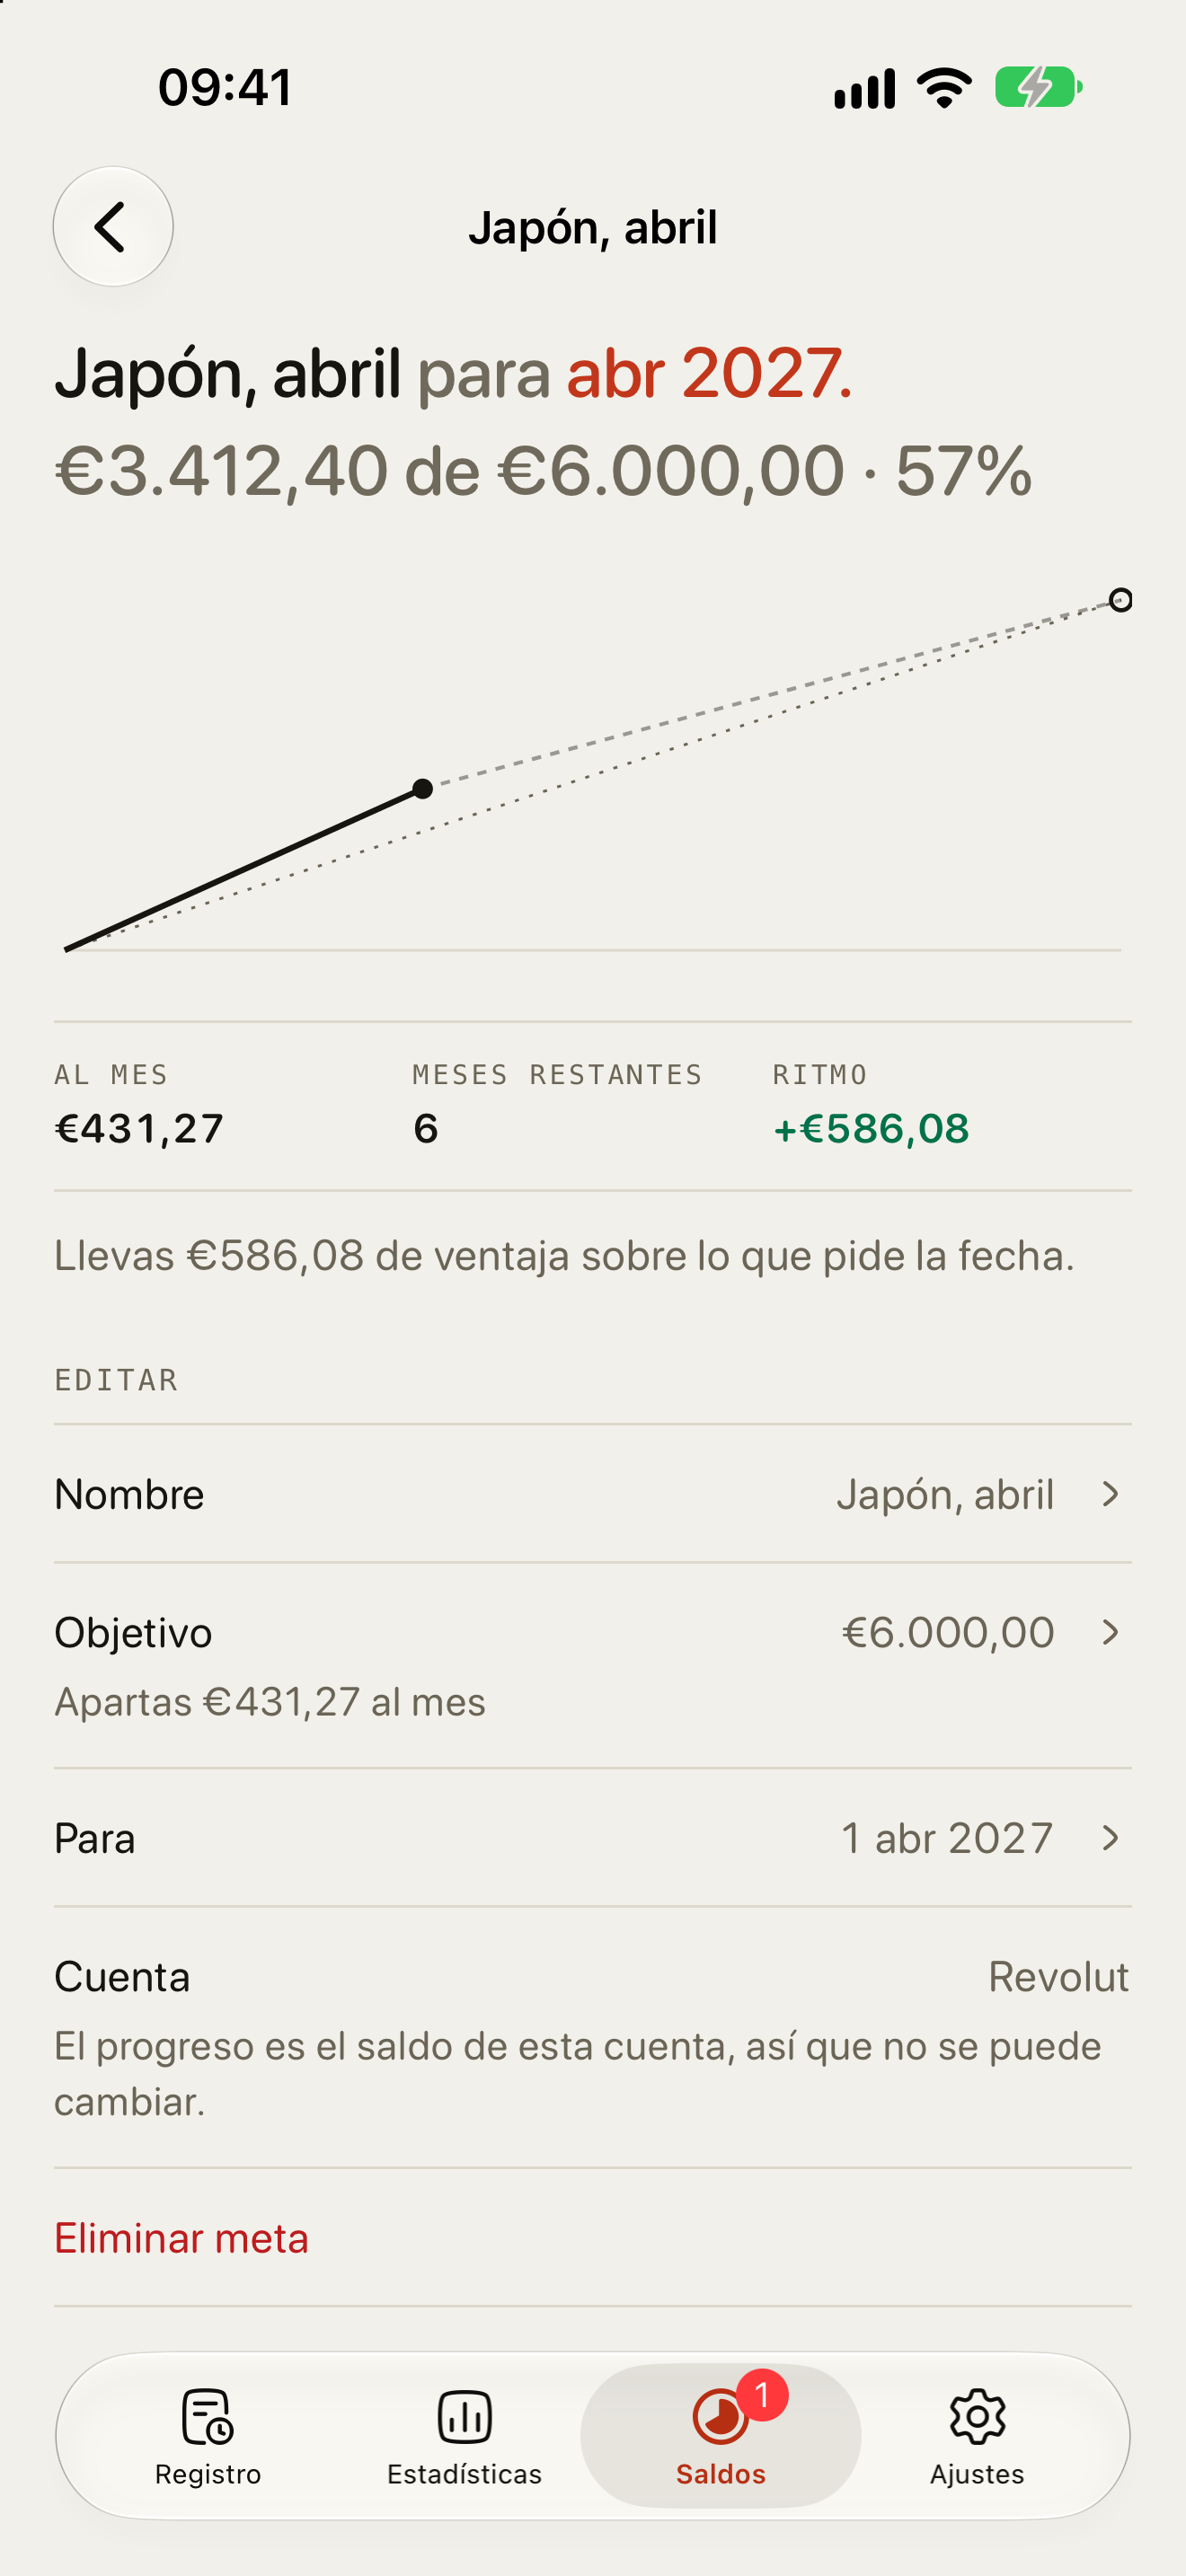 09:41
Japón, abril
Japón, abril para abr 2027.
€3.412,40 de €6.000,00 · 57%
AL MES
€431,27
MESES RESTANTES
6
RITMO
+€586,08
Llevas €586,08 de ventaja sobre lo que pide la fecha.
EDITAR
Nombre
Japón, abril
Objetivo
€6.000,00
Apartas €431,27 al mes
Para
1 abr 2027
Cuenta
Revolut
El progreso es el saldo de esta cuenta, así que no se puede
cambiar.
Eliminar meta
1
Registro
Estadísticas
Saldos
Ajustes